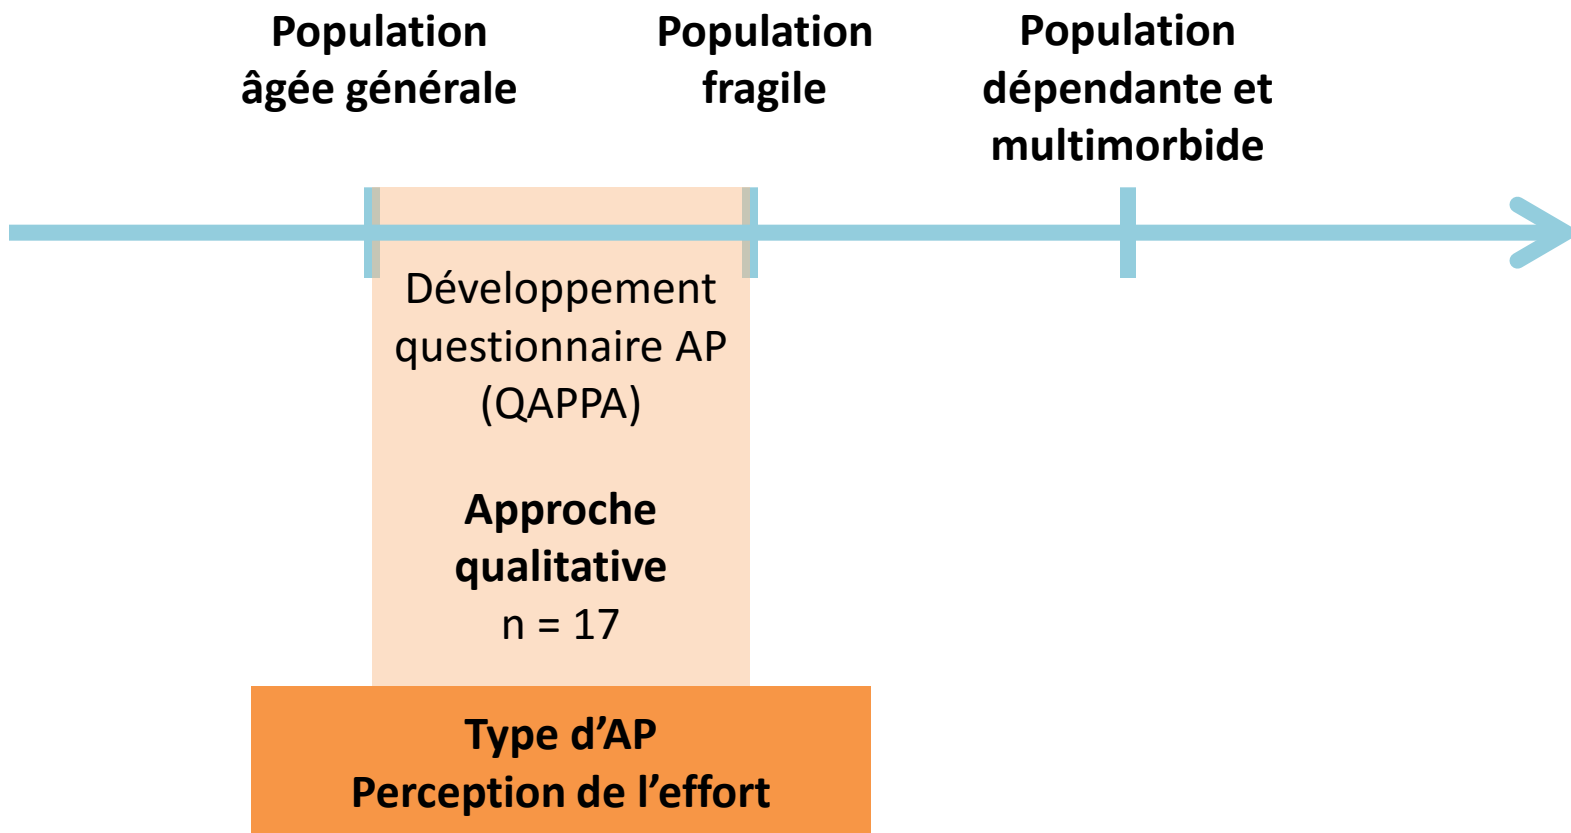 Population
âgée générale
Population
fragile
Population
dépendante et
multimorbide
Développement
questionnaire AP
(QAPPA)
Approche
qualitative
n = 17
Type d’AP
Perception de l’effort